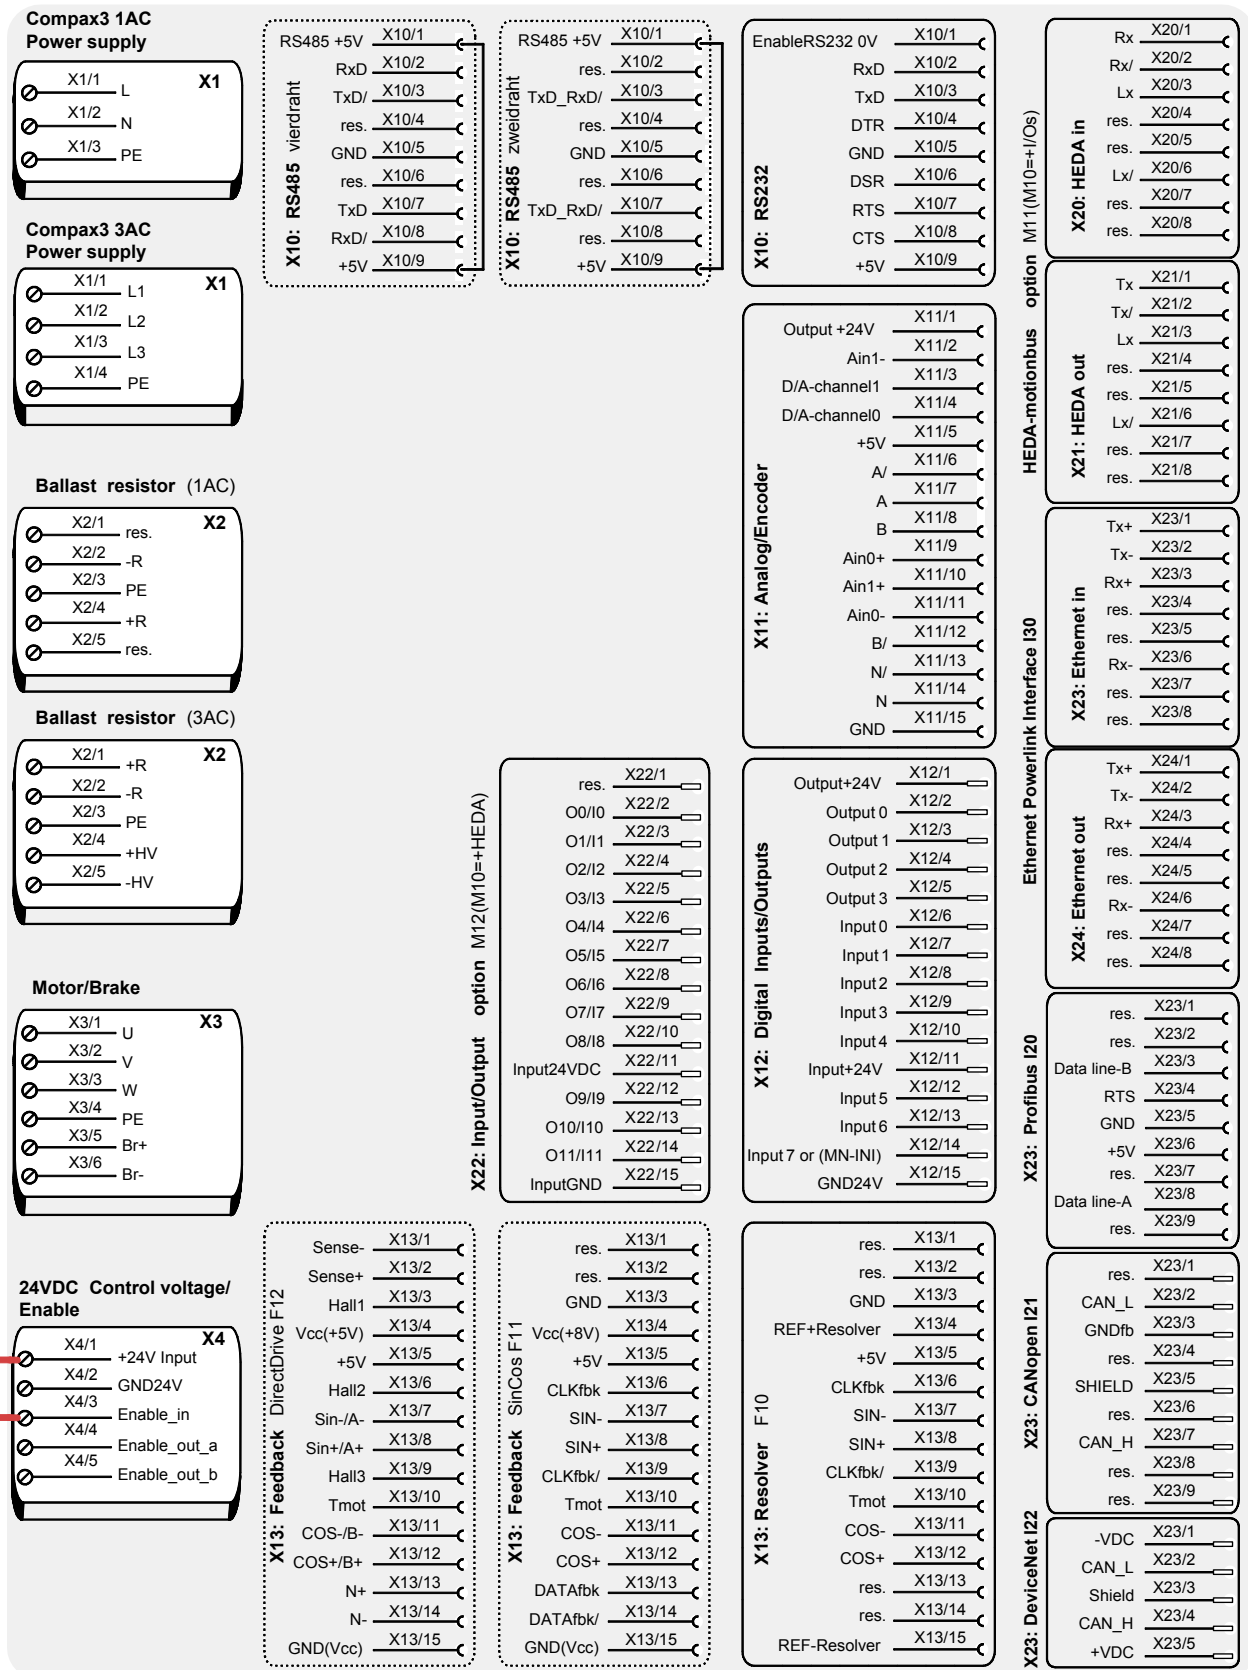 Compax3 1AC
Power supply
X1
X1/1 L
X1/2 N
X1/3 PE
Compax3 3AC
Power supply
X1
X1/1 L1
X1/2 L2
X1/3 L3
X1/4 PE
Ballast resistor (1AC)
X2
X2/1 res.
X2/2 -R
X2/3 PE
X2/4 +R
X2/5 res.
Ballast resistor (3AC)
X2
X2/1 +R
X2/2 -R
X2/3 PE
X2/4 +HV
X2/5 -HV
Motor/Brake
X3
X3/1 U
X3/2 V
X3/3 W
X3/4 PE
X3/5 Br+
X3/6 Br-
24VDC Control voltage/
Enable
X4
X4/1 +24V Input
X4/2 GND24V
X4/3 Enable_in
X4/4 Enable_out_a
X4/5 Enable_out_b
X10: RS485 vierdraht
RS485 +5V X10/1
RxD X10/2
TxD/ X10/3
res. X10/4
GND X10/5
res. X10/6
TxD X10/7
RxD/ X10/8
+5V X10/9
X10: RS485 zweidraht
RS485 +5V X10/1
res. X10/2
TxD_RxD/ X10/3
res. X10/4
GND X10/5
res. X10/6
TxD_RxD/ X10/7
res. X10/8
+5V X10/9
X10: RS232
EnableRS232 0V X10/1
RxD X10/2
TxD X10/3
DTR X10/4
GND X10/5
DSR X10/6
RTS X10/7
CTS X10/8
+5V X10/9
X11: Analog/Encoder
Output +24V X11/1
Ain1- X11/2
D/A-channel1 X11/3
D/A-channel0 X11/4
+5V X11/5
A/ X11/6
A X11/7
B X11/8
Ain0+ X11/9
Ain1+ X11/10
Ain0- X11/11
B/ X11/12
N/ X11/13
N X11/14
GND X11/15
X22: Input/Output option M12(M10=+HEDA)
res. X22/1
O0/I0 X22/2
O1/I1 X22/3
O2/I2 X22/4
O3/I3 X22/5
O4/I4 X22/6
O5/I5 X22/7
O6/I6 X22/8
O7/I7 X22/9
O8/I8 X22/10
Input24VDC X22/11
O9/I9 X22/12
O10/I10 X22/13
O11/I11 X22/14
InputGND X22/15
X12: Digital Inputs/Outputs
Output+24V X12/1
Output 0 X12/2
Output 1 X12/3
Output 2 X12/4
Output 3 X12/5
Input 0 X12/6
Input 1 X12/7
Input 2 X12/8
Input 3 X12/9
Input 4 X12/10
Input+24V X12/11
Input 5 X12/12
Input 6 X12/13
Input 7 or (MN-INI) X12/14
GND24V X12/15
X13: Feedback DirectDrive F12
Sense- X13/1
Sense+ X13/2
Hall1 X13/3
Vcc(+5V) X13/4
+5V X13/5
Hall2 X13/6
Sin-/A- X13/7
Sin+/A+ X13/8
Hall3 X13/9
Tmot X13/10
COS-/B- X13/11
COS+/B+ X13/12
N+ X13/13
N- X13/14
GND(Vcc) X13/15
X13: Feedback SinCos F11
res. X13/1
res. X13/2
GND X13/3
Vcc(+8V) X13/4
+5V X13/5
CLKfbk X13/6
SIN- X13/7
SIN+ X13/8
CLKfbk/ X13/9
Tmot X13/10
COS- X13/11
COS+ X13/12
DATAfbk X13/13
DATAfbk/ X13/14
GND(Vcc) X13/15
X13: Resolver F10
res. X13/1
res. X13/2
GND X13/3
REF+Resolver X13/4
+5V X13/5
CLKfbk X13/6
SIN- X13/7
SIN+ X13/8
CLKfbk/ X13/9
Tmot X13/10
COS- X13/11
COS+ X13/12
res. X13/13
res. X13/14
REF-Resolver X13/15
HEDA-motionbus option M11(M10=+I/Os)
X20: HEDA in
Rx X20/1
Rx/ X20/2
Lx X20/3
res. X20/4
res. X20/5
Lx/ X20/6
res. X20/7
res. X20/8
X21: HEDA out
Tx X21/1
Tx/ X21/2
Lx X21/3
res. X21/4
res. X21/5
Lx/ X21/6
res. X21/7
res. X21/8
Ethernet Powerlink Interface I30
X23: Ethernet in
Tx+ X23/1
Tx- X23/2
Rx+ X23/3
res. X23/4
res. X23/5
Rx- X23/6
res. X23/7
res. X23/8
X24: Ethernet out
Tx+ X24/1
Tx- X24/2
Rx+ X24/3
res. X24/4
res. X24/5
Rx- X24/6
res. X24/7
res. X24/8
X23: Profibus I20
res. X23/1
res. X23/2
Data line-B X23/3
RTS X23/4
GND X23/5
+5V X23/6
res. X23/7
Data line-A X23/8
res. X23/9
X23: CANopen I21
res. X23/1
CAN_L X23/2
GNDfb X23/3
res. X23/4
SHIELD X23/5
res. X23/6
CAN_H X23/7
res. X23/8
res. X23/9
X23: DeviceNet I22
-VDC X23/1
CAN_L X23/2
Shield X23/3
CAN_H X23/4
+VDC X23/5